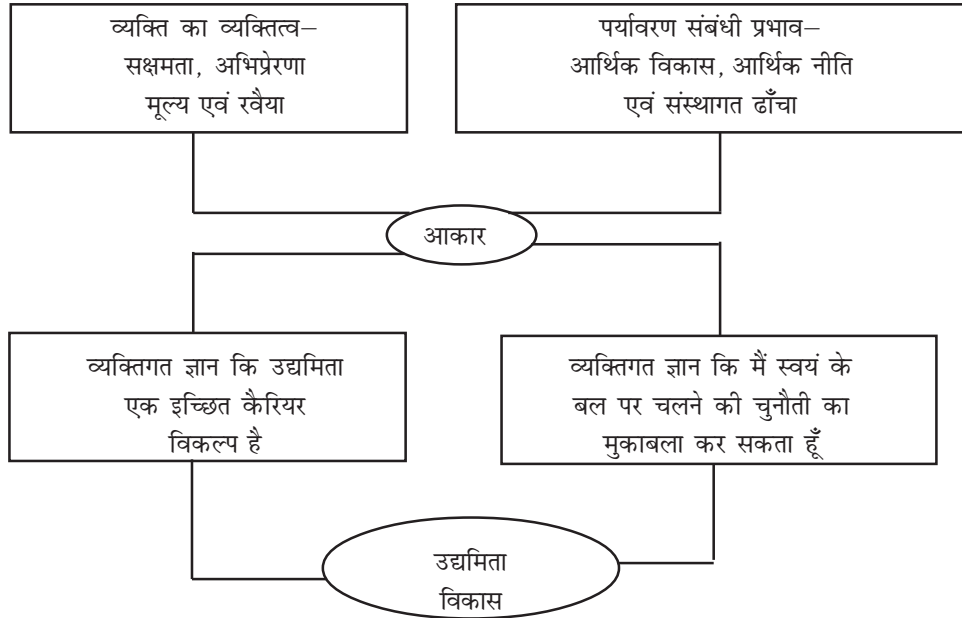 व्यक्ति का व्यक्तित्व–
सक्षमता, अभिप्रेरणा
मूल्य एवं रवैया
पर्यावरण संबंधी प्रभाव–
आर्थिक विकास, आर्थिक नीति
एवं संस्थागत ढाँचा
आकार
व्यक्तिगत ज्ञान कि उद्यमिता
एक इच्छित कैरियर
विकल्प है
व्यक्तिगत ज्ञान कि मैं स्वयं के
बल पर चलने की चुनौती का
मुकाबला कर सकता हूँ
उद्यमिता
विकास